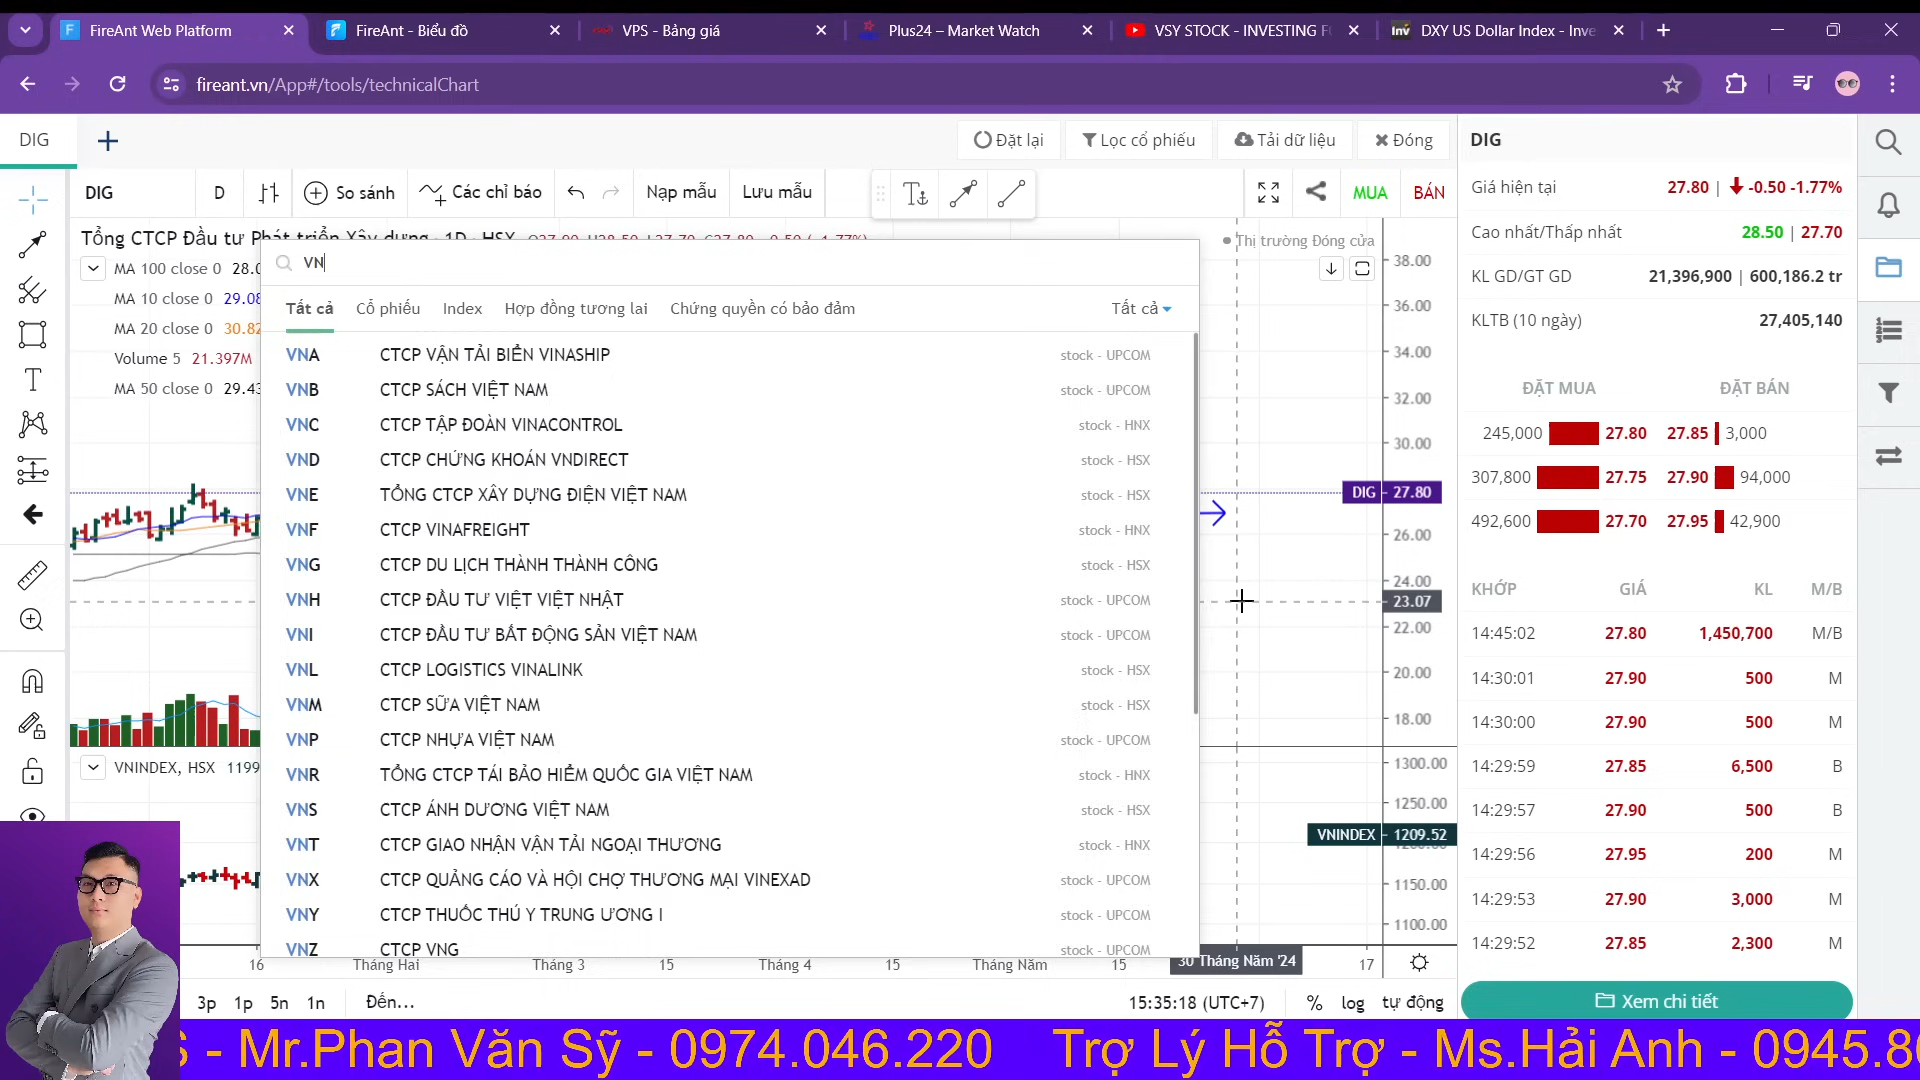 FireAnt Web Platform
FireAnt - Biểu đồ
VPS - Bảng giá
Plus24 – Market Watch
VSY STOCK - INVESTING F
DXY US Dollar Index - Inve
fireant.vn/App#/tools/technicalChart
DIG
Đặt lại
Lọc cổ phiếu
Tải dữ liệu
Đóng
DIG
DIG
D
So sánh
Các chỉ báo
Nạp mẫu
Lưu mẫu
MUA
BÁN
Tổng CTCP Đầu tư Phát triển Xây dựng · 1D · HSX
Thị trường Đóng cửa
MA 100 close 0 28.0
MA 10 close 0 29.08
MA 20 close 0 30.82
Volume 5 21.397M
MA 50 close 0 29.43
VN
Tất cả
Cổ phiếu
Index
Hợp đồng tương lai
Chứng quyền có bảo đảm
Tất cả
VNA CTCP VẬN TẢI BIỂN VINASHIP stock - UPCOM
VNB CTCP SÁCH VIỆT NAM stock - UPCOM
VNC CTCP TẬP ĐOÀN VINACONTROL stock - HNX
VND CTCP CHỨNG KHOÁN VNDIRECT stock - HSX
VNE TỔNG CTCP XÂY DỰNG ĐIỆN VIỆT NAM stock - HSX
VNF CTCP VINAFREIGHT stock - HNX
VNG CTCP DU LỊCH THÀNH THÀNH CÔNG stock - HSX
VNH CTCP ĐẦU TƯ VIỆT VIỆT NHẬT stock - UPCOM
VNI CTCP ĐẦU TƯ BẤT ĐỘNG SẢN VIỆT NAM stock - UPCOM
VNL CTCP LOGISTICS VINALINK stock - HSX
VNM CTCP SỮA VIỆT NAM stock - HSX
VNP CTCP NHỰA VIỆT NAM stock - UPCOM
VNR TỔNG CTCP TÁI BẢO HIỂM QUỐC GIA VIỆT NAM stock - HNX
VNS CTCP ÁNH DƯƠNG VIỆT NAM stock - HSX
VNT CTCP GIAO NHẬN VẬN TẢI NGOẠI THƯƠNG stock - HNX
VNX CTCP QUẢNG CÁO VÀ HỘI CHỢ THƯƠNG MẠI VINEXAD stock - UPCOM
VNY CTCP THUỐC THÚ Y TRUNG ƯƠNG I stock - UPCOM
VNZ CTCP VNG stock - UPCOM
VNINDEX, HSX 1199
38.00
36.00
34.00
32.00
30.00
DIG 27.80
26.00
24.00
23.07
22.00
20.00
18.00
1300.00
1250.00
VNINDEX 1209.52
1150.00
1100.00
16 Tháng Hai Tháng 3 15 Tháng 4 15 Tháng Năm 15 30 Tháng Năm '24 17
3p 1p 5n 1n Đến...
15:35:18 (UTC+7) % log tự động
Giá hiện tại 27.80 | -0.50 -1.77%
Cao nhất/Thấp nhất 28.50 | 27.70
KL GD/GT GD 21,396,900 | 600,186.2 tr
KLTB (10 ngày) 27,405,140
ĐẶT MUA ĐẶT BÁN
245,000 27.80 27.85 3,000
307,800 27.75 27.90 94,000
492,600 27.70 27.95 42,900
KHỚP GIÁ KL M/B
14:45:02 27.80 1,450,700 M/B
14:30:01 27.90 500 M
14:30:00 27.90 500 M
14:29:59 27.85 6,500 B
14:29:57 27.90 500 B
14:29:56 27.95 200 M
14:29:53 27.90 3,000 M
14:29:52 27.85 2,300 M
Xem chi tiết
S - Mr.Phan Văn Sỹ - 0974.046.220 Trợ Lý Hỗ Trợ - Ms.Hải Anh - 0945.8